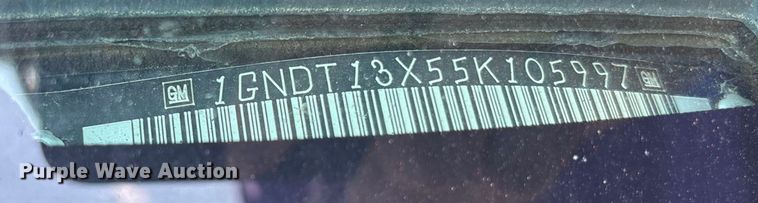 GM 1GNDT13X55K105997 GM
Purple Wave Auction